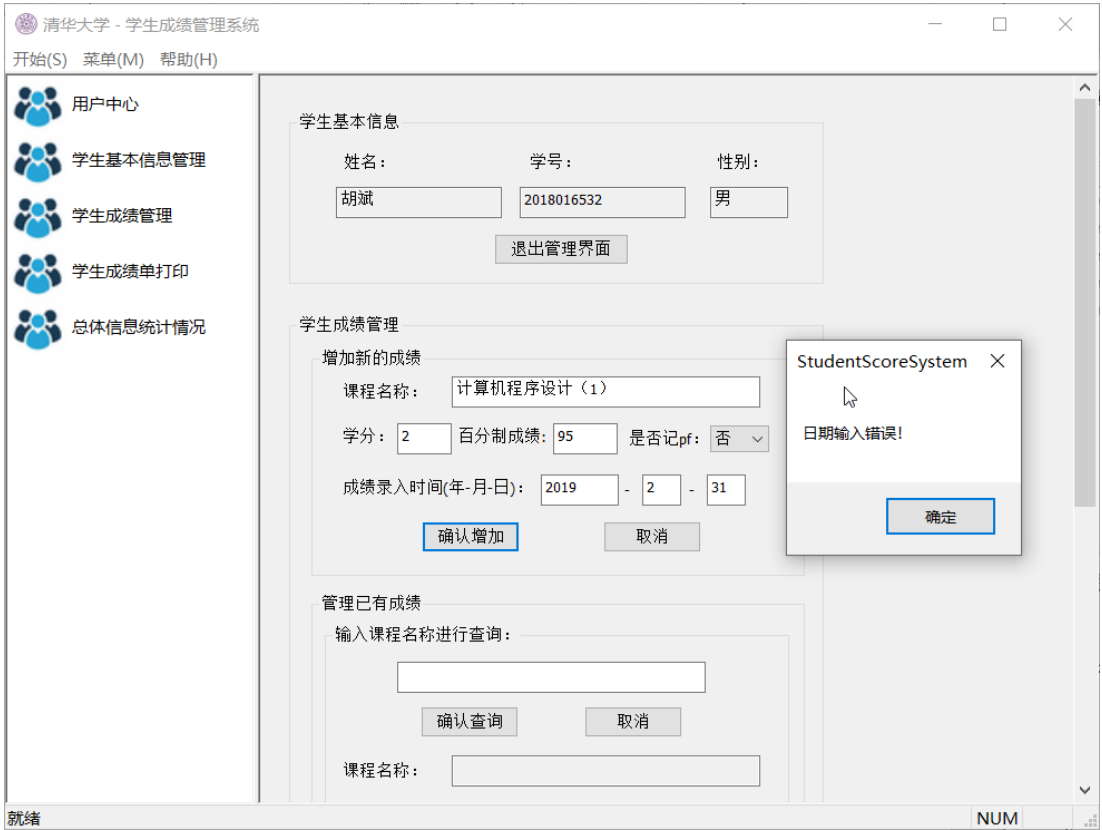 清华大学 - 学生成绩管理系统
开始(S) 菜单(M) 帮助(H)
用户中心
学生基本信息管理
学生成绩管理
学生成绩单打印
总体信息统计情况
学生基本信息
姓名： 学号： 性别：
胡斌 2018016532 男
退出管理界面
学生成绩管理
增加新的成绩
课程名称： 计算机程序设计（1）
学分： 2 百分制成绩: 95 是否记pf： 否
成绩录入时间(年-月-日)： 2019 - 2 - 31
确认增加 取消
管理已有成绩
输入课程名称进行查询：
确认查询 取消
课程名称：
StudentScoreSystem
日期输入错误!
确定
就绪 NUM